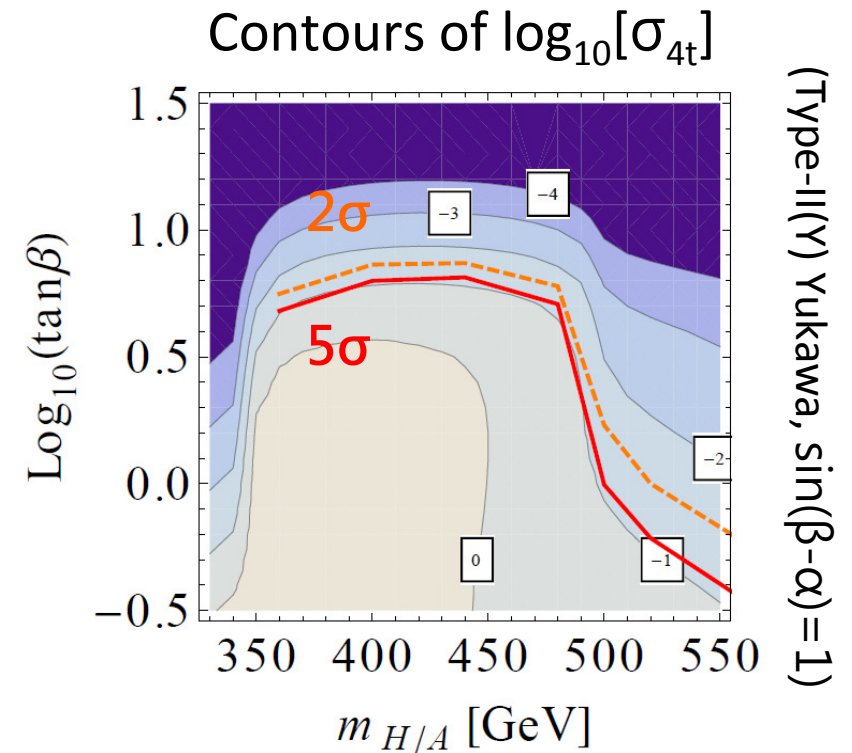 Contours of log₁₀[σ₄ₜ]
1.5
1.0
0.5
0.0
−0.5
Log₁₀(tanβ)
2σ
5σ
−3
−4
−2
0
−1
350 400 450 500 550
m H/A [GeV]
(Type-II(Y) Yukawa, sin(β-α)=1)